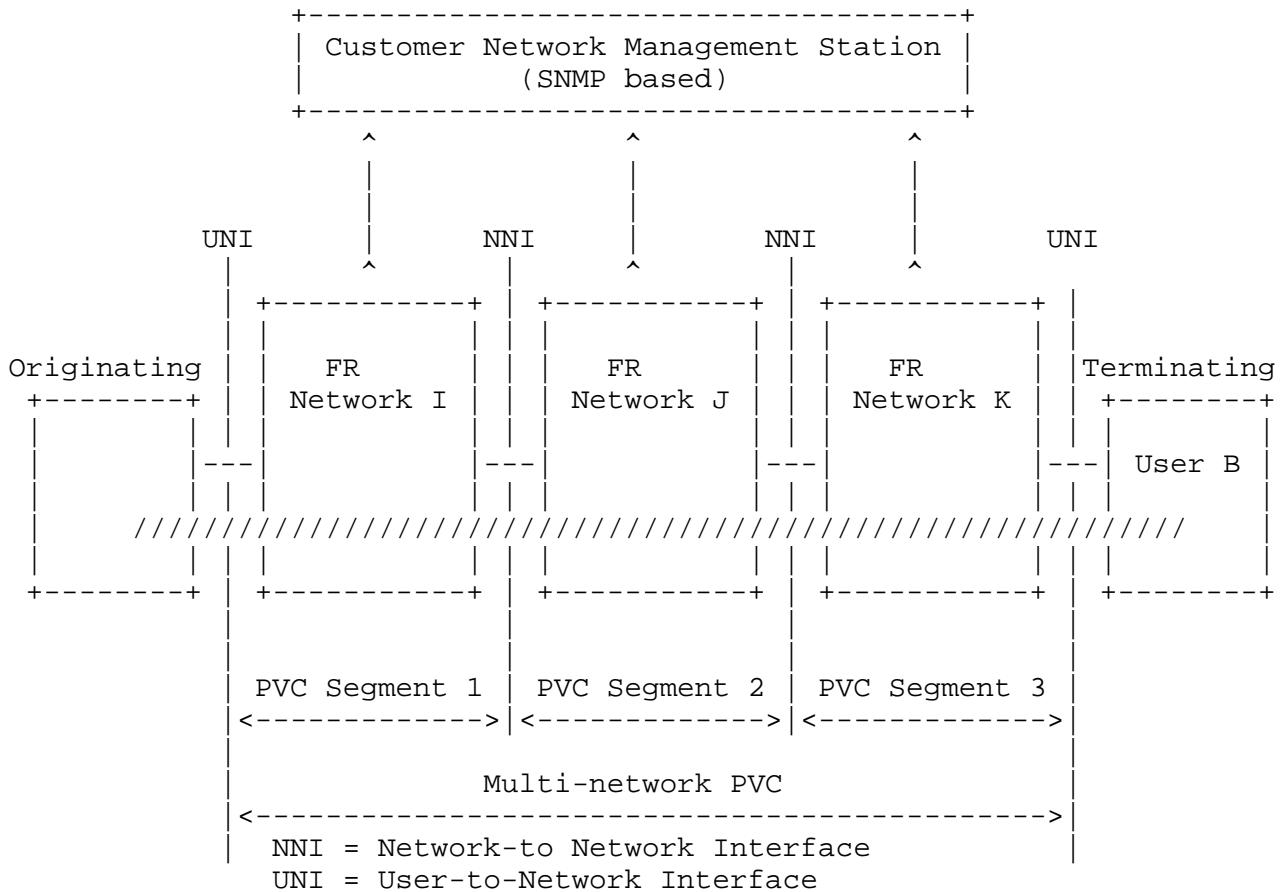 Customer Network Management Station
(SNMP based)
UNI NNI NNI UNI
Originating FR FR FR Terminating
Network I Network J Network K
User B
PVC Segment 1 PVC Segment 2 PVC Segment 3
Multi-network PVC
NNI = Network-to Network Interface
UNI = User-to-Network Interface